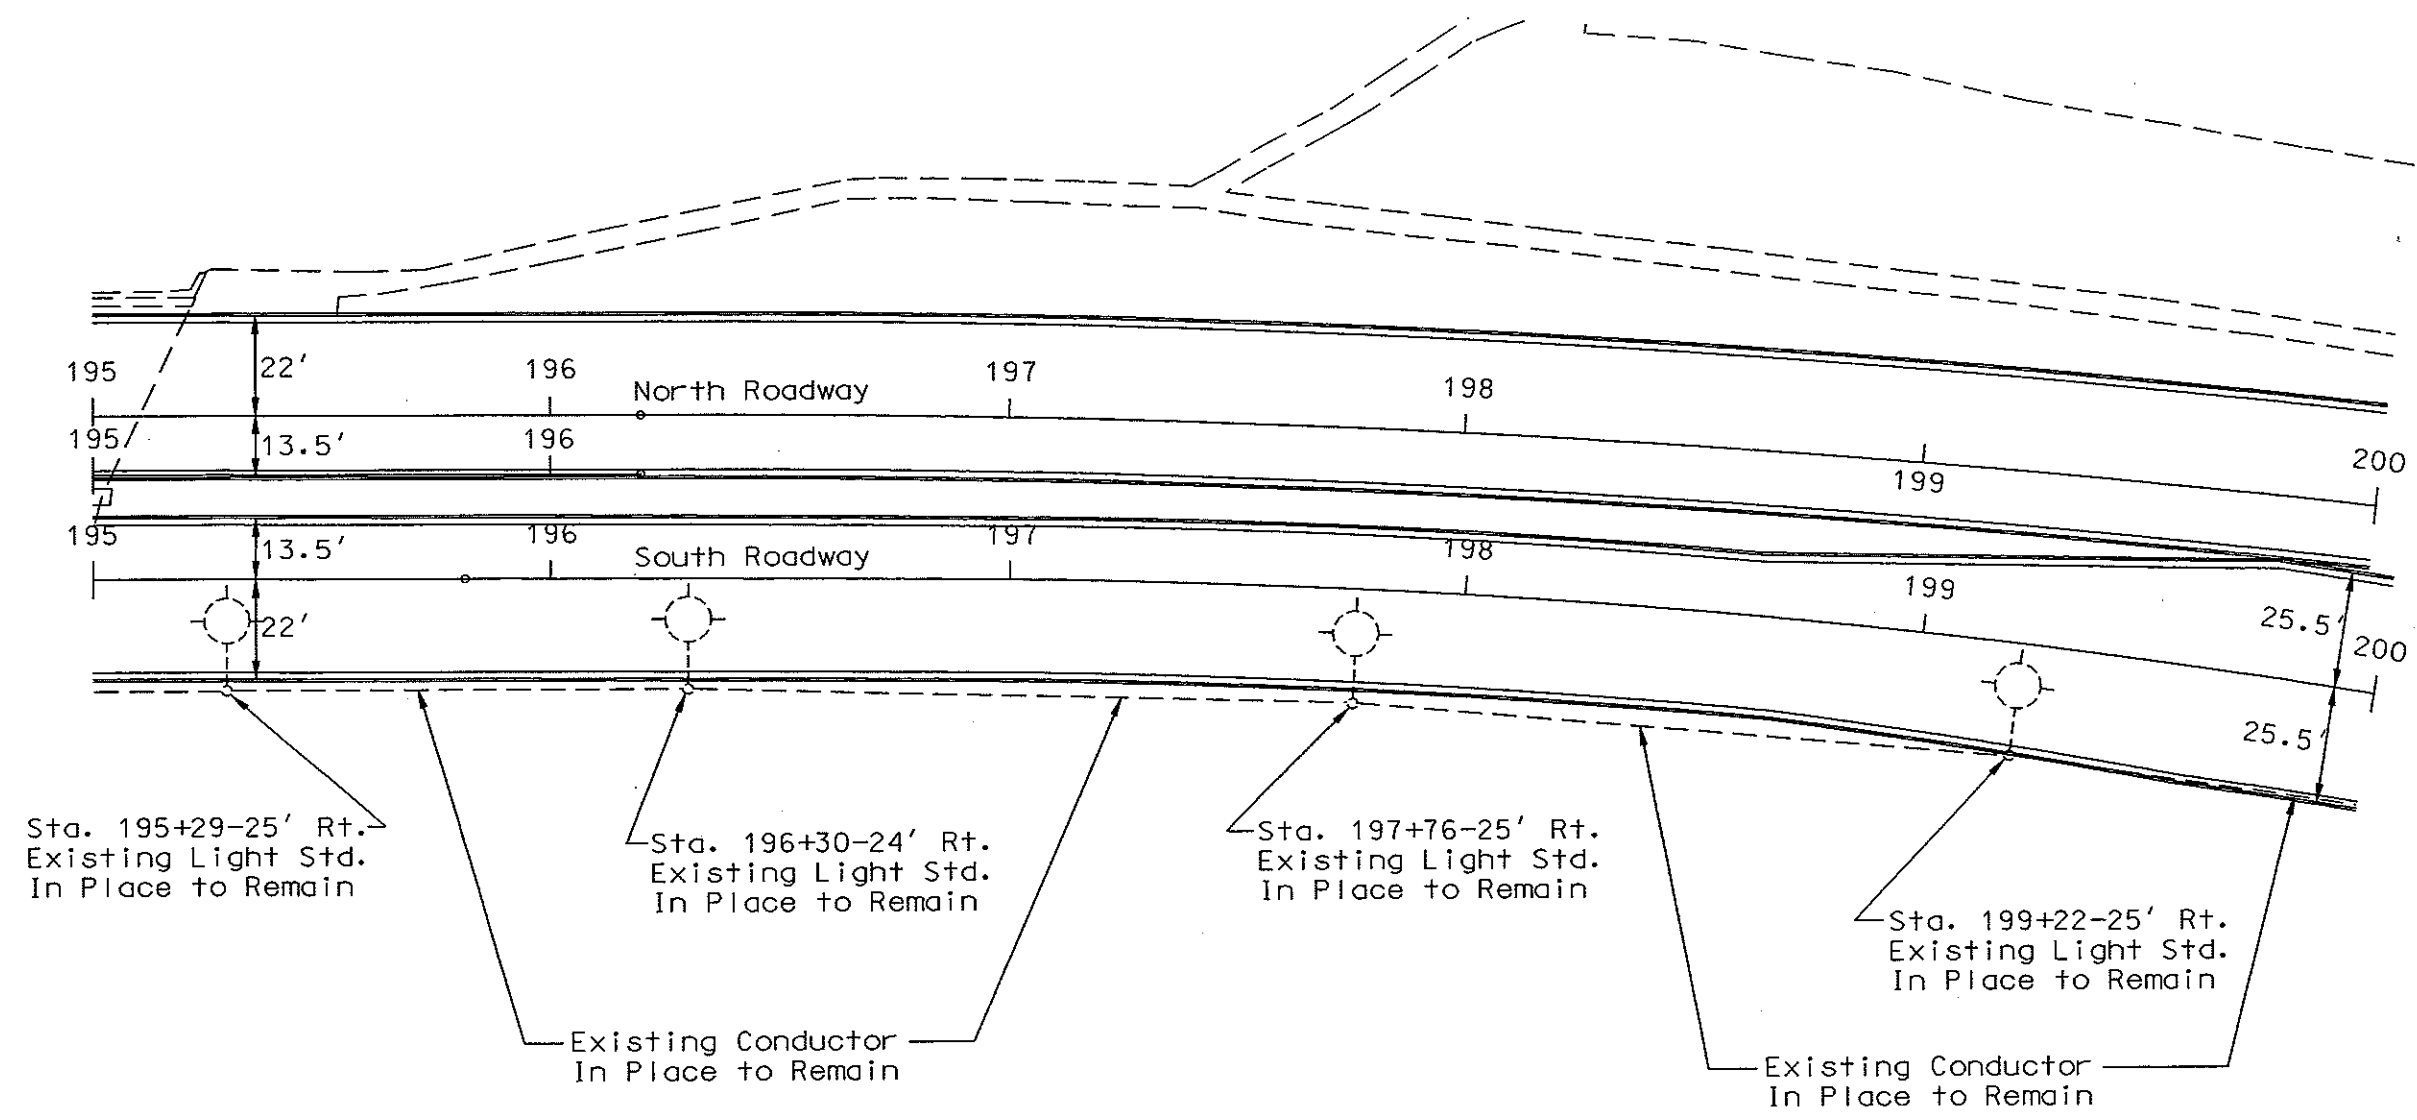 22'
195
196
North Roadway
197
198
195
13.5'
196
199
200
195
13.5'
196
South Roadway
197
198
199
25.5'
200
22'
25.5'
Sta. 195+29-25' Rt.
Existing Light Std.
In Place to Remain
Sta. 196+30-24' Rt.
Existing Light Std.
In Place to Remain
Sta. 197+76-25' Rt.
Existing Light Std.
In Place to Remain
Sta. 199+22-25' Rt.
Existing Light Std.
In Place to Remain
Existing Conductor
In Place to Remain
Existing Conductor
In Place to Remain